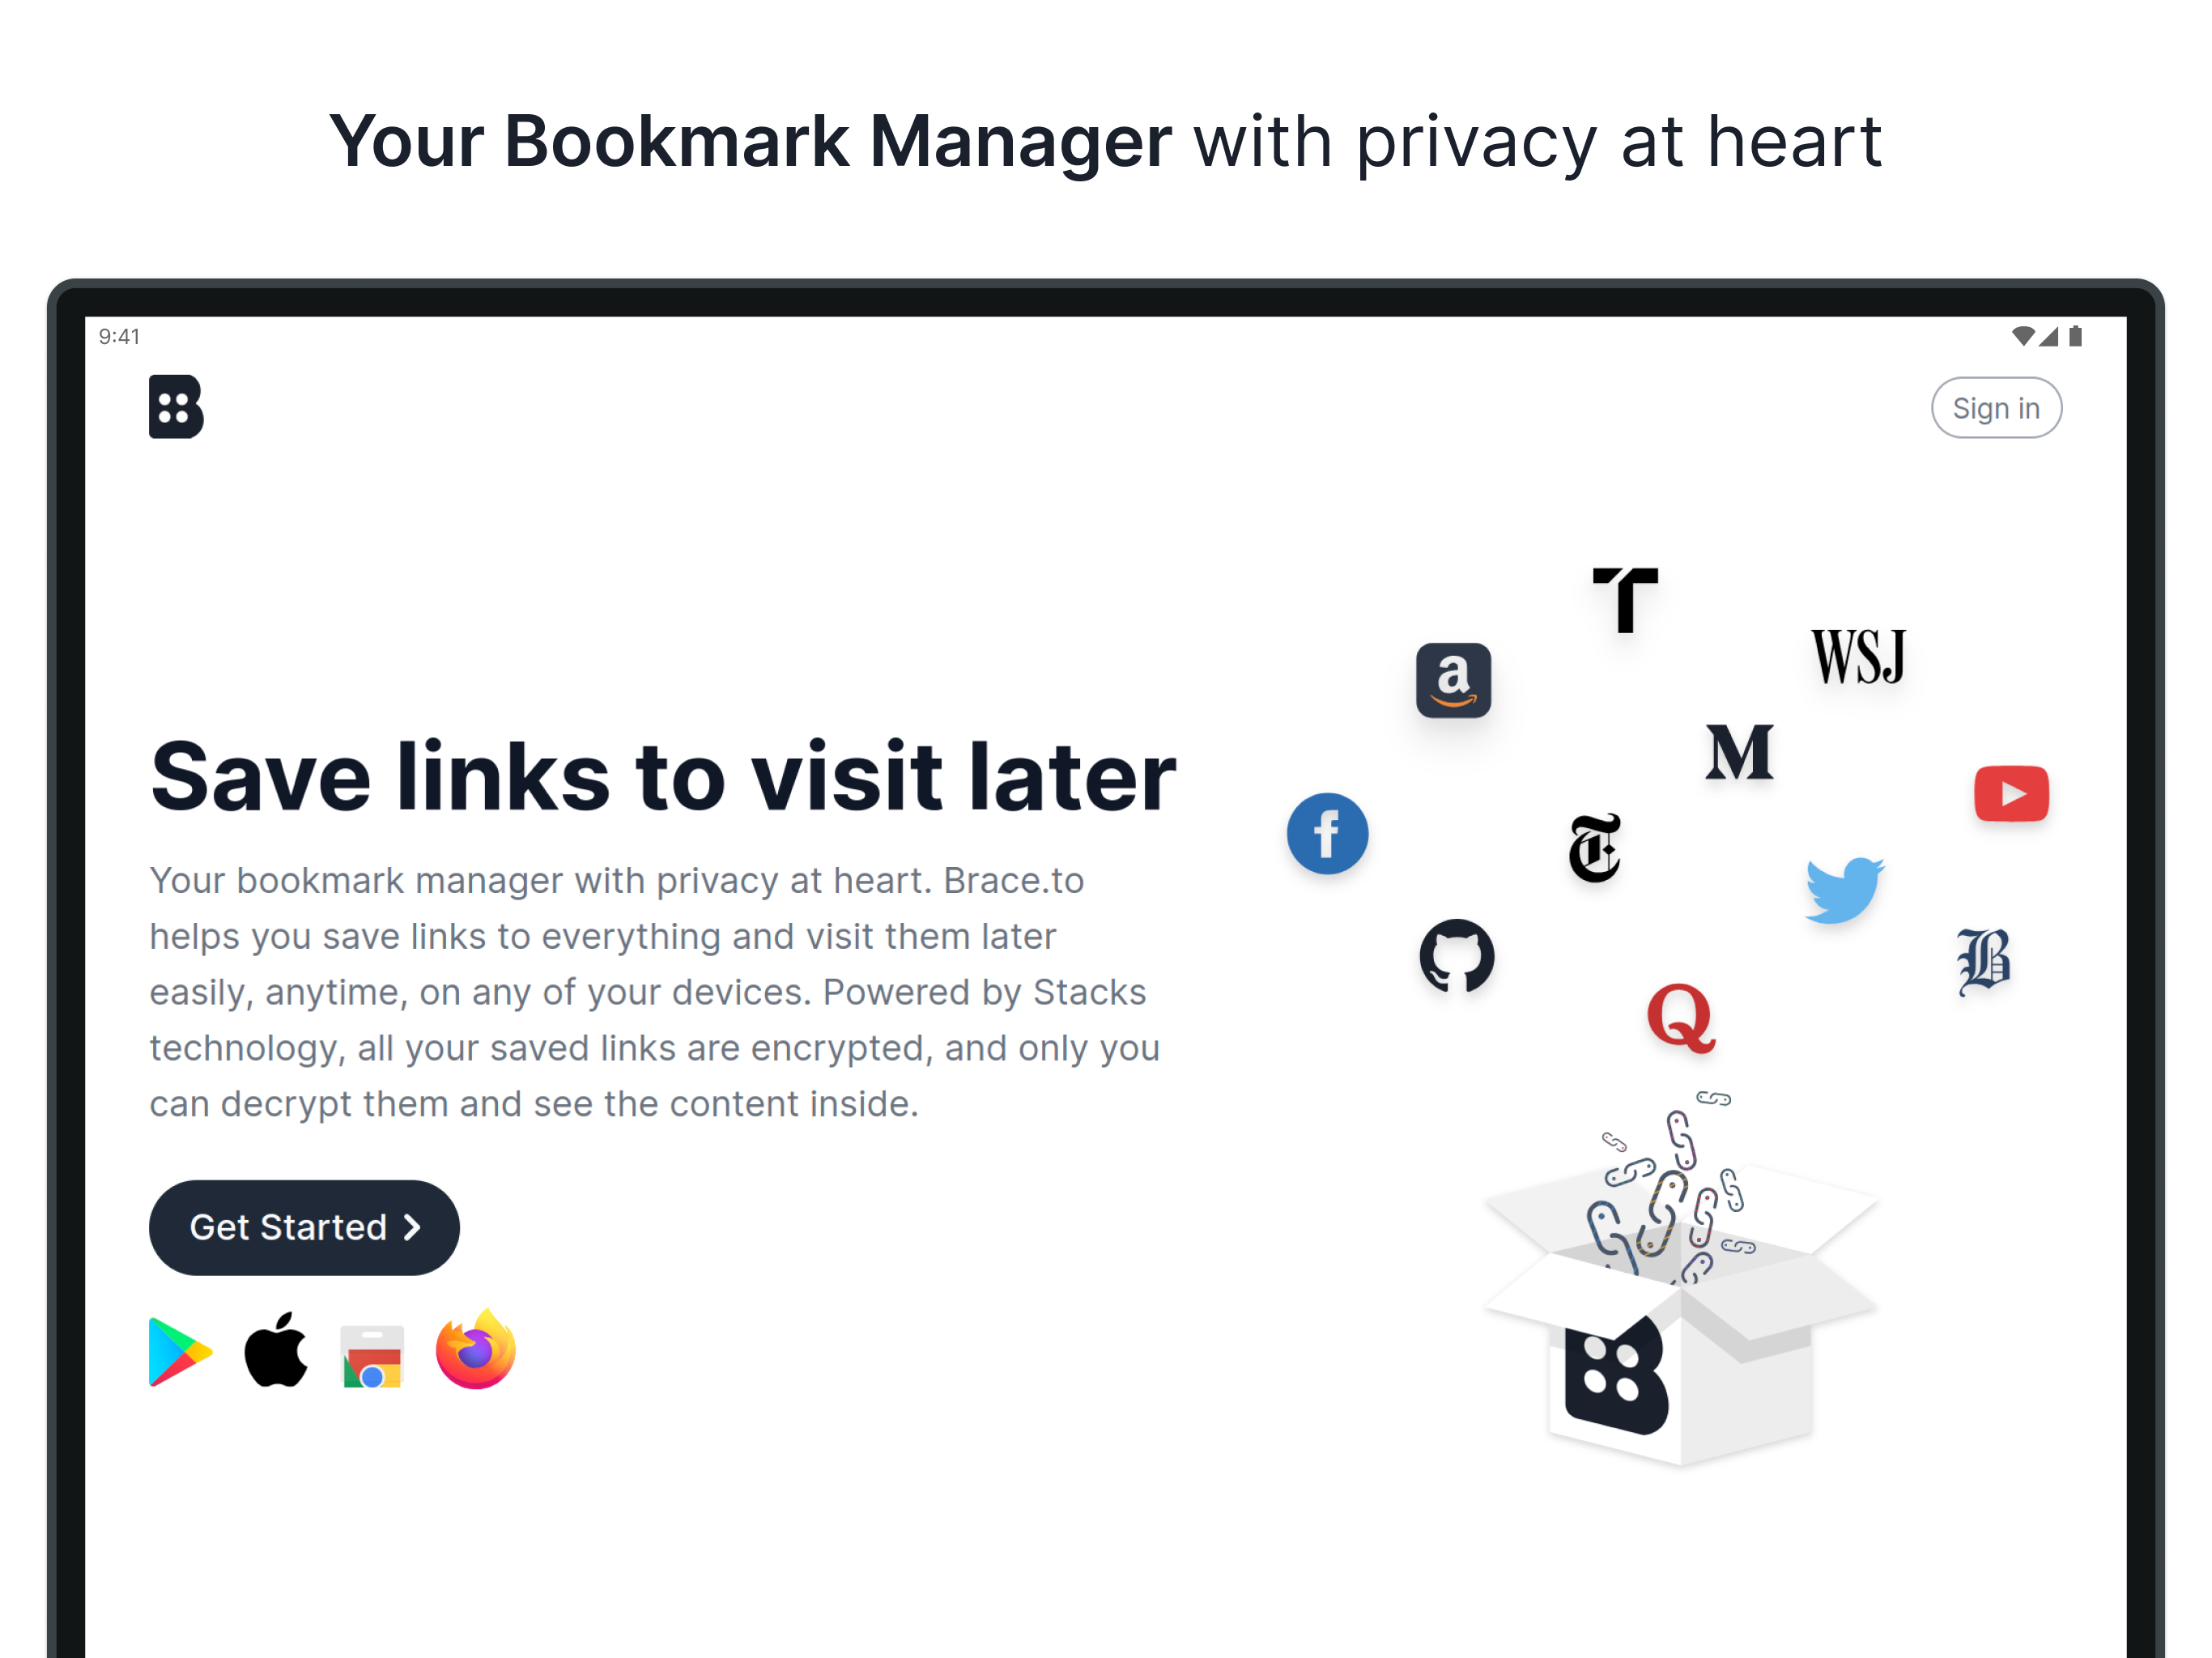 Your Bookmark Manager with privacy at heart
9:41
Sign in
T
WSJ
a
M
f
T
B
Q
Save links to visit later
Your bookmark manager with privacy at heart. Brace.to
helps you save links to everything and visit them later
easily, anytime, on any of your devices. Powered by Stacks
technology, all your saved links are encrypted, and only you
can decrypt them and see the content inside.
Get Started
B